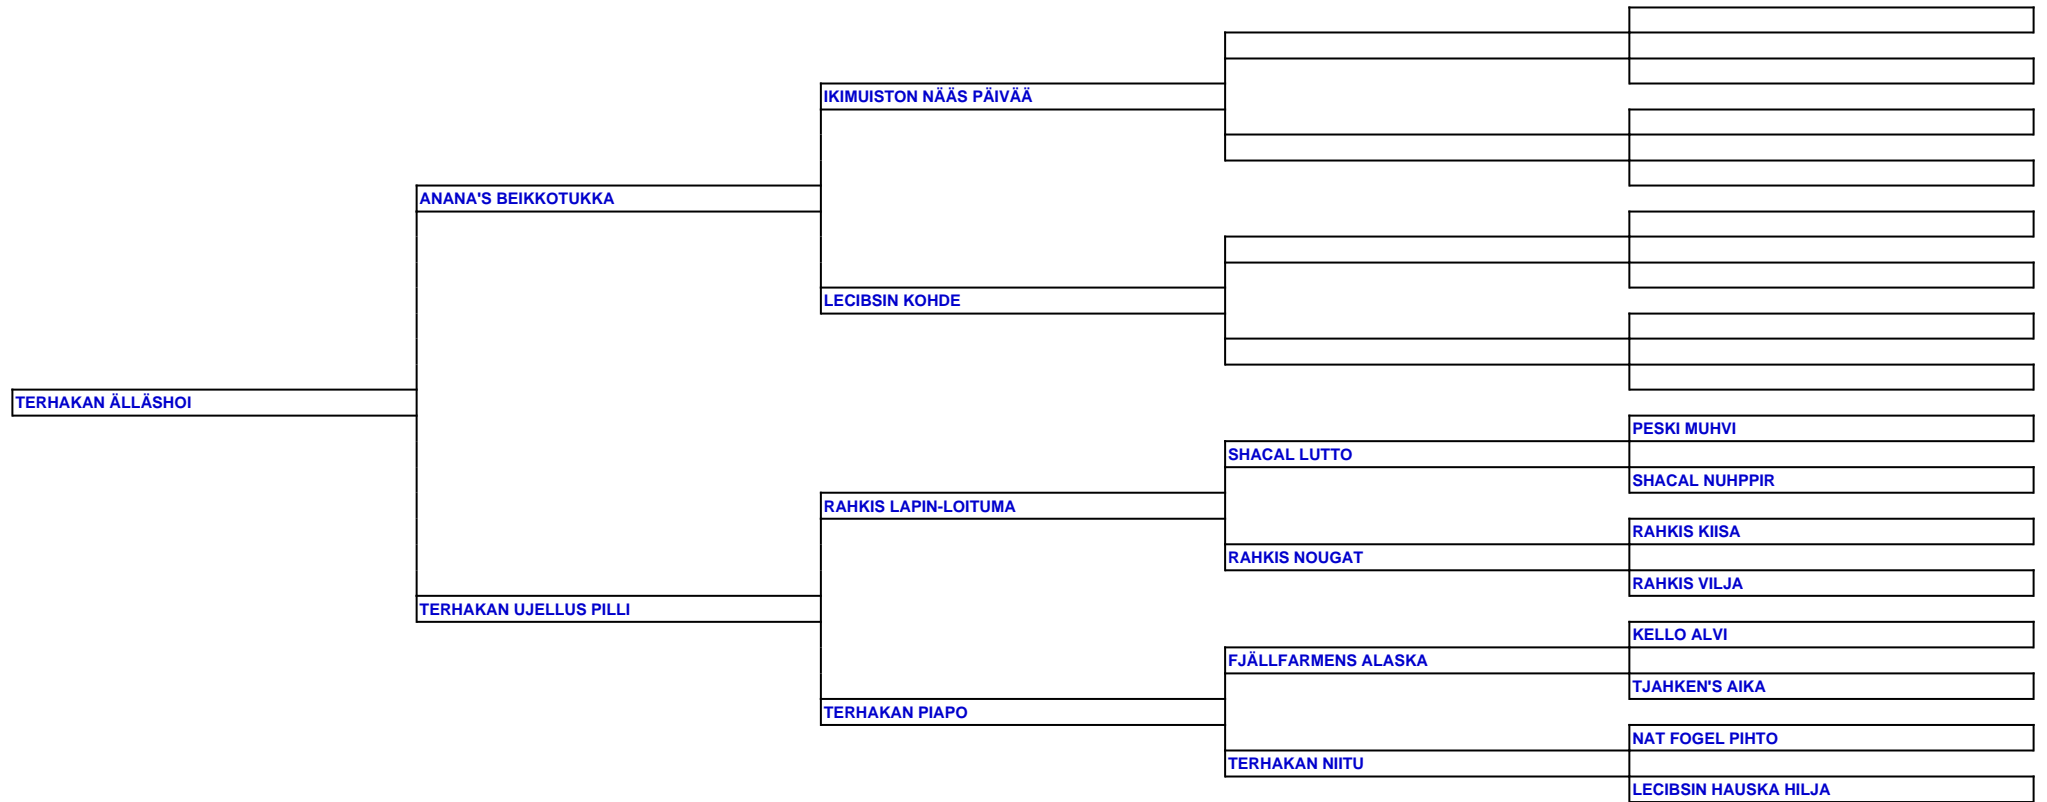 IKIMUISTON NÄÄS PÄIVÄÄ
ANANA'S BEIKKOTUKKA
LECIBSIN KOHDE
TERHAKAN ÄLLÄSHOI
PESKI MUHVI
SHACAL LUTTO
SHACAL NUHPPIR
RAHKIS LAPIN-LOITUMA
RAHKIS KIISA
RAHKIS NOUGAT
RAHKIS VILJA
TERHAKAN UJELLUS PILLI
KELLO ALVI
FJÄLLFARMENS ALASKA
TJAHKEN'S AIKA
TERHAKAN PIAPO
NAT FOGEL PIHTO
TERHAKAN NIITU
LECIBSIN HAUSKA HILJA